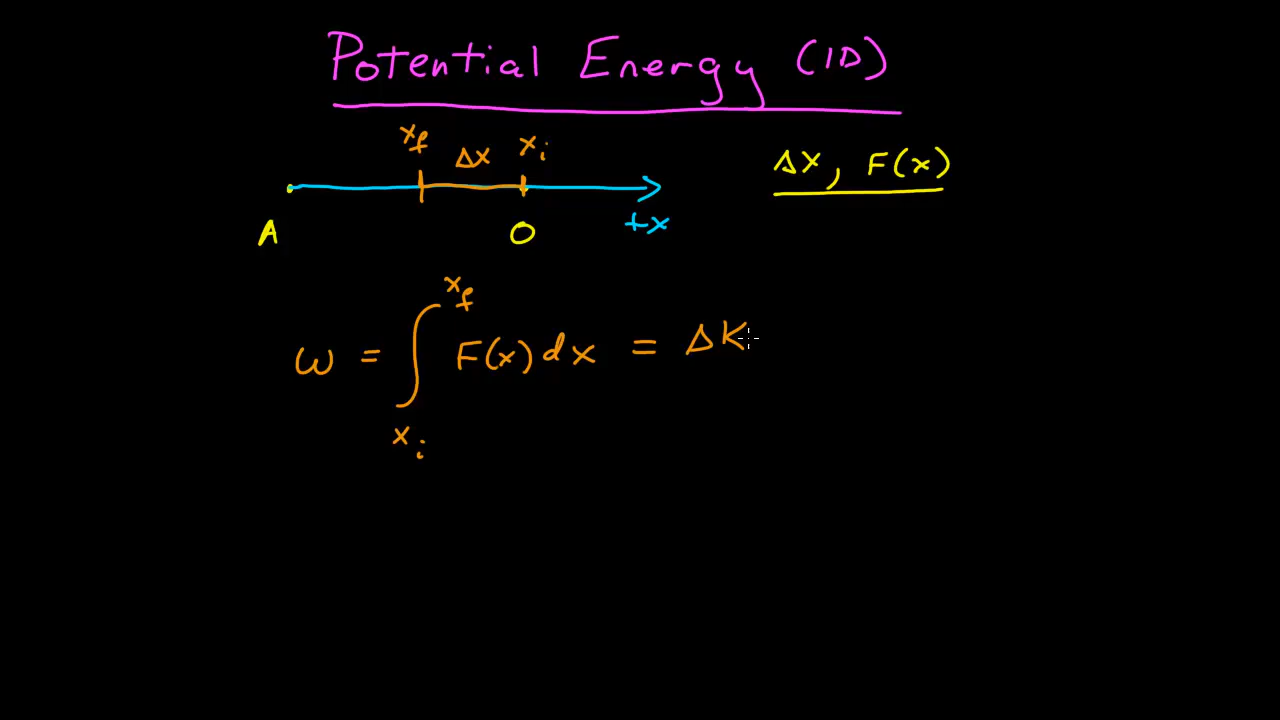 Potential Energy (1D)
x_f Δx x_i
Δx, F(x)
A O +x
x_f
ω = ∫ F(x) dx = ΔK
x_i